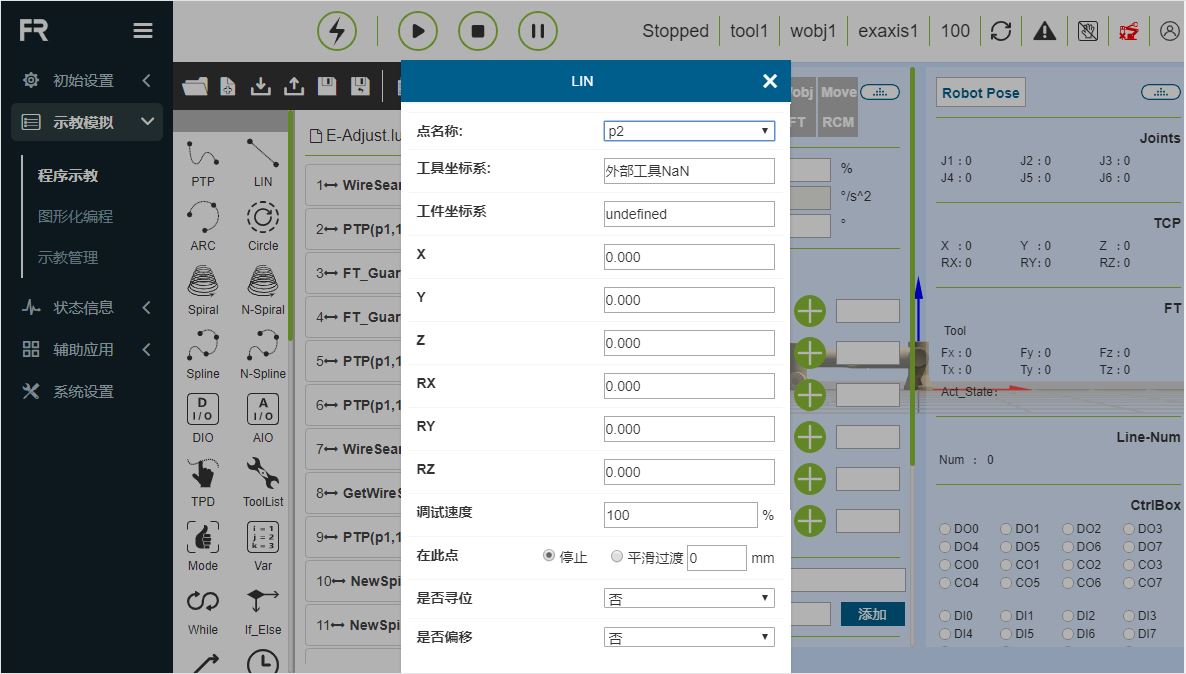 FR
Stopped
tool1
wobj1
exaxis1
100
初始设置
示教模拟
程序示教
图形化编程
示教管理
状态信息
辅助应用
系统设置
PTP
LIN
ARC
Circle
Spiral
N-Spiral
Spline
N-Spline
D
I / O
DIO
A
I / O
AIO
TPD
ToolList
Mode
i = 1
j = 2
k = 3
Var
While
If_Else
E-Adjust.lu
1 WireSear
2 PTP(p1,1
3 FT_Guar
4 FT_Guar
5 PTP(p1,1
6 PTP(p1,1
7 WireSear
8 GetWireS
9 PTP(p1,1
10 NewSpi
11 NewSpi
LIN
点名称:
p2
工具坐标系:
外部工具NaN
工件坐标系
undefined
X
0.000
Y
0.000
Z
0.000
RX
0.000
RY
0.000
RZ
0.000
调试速度
100
%
在此点
停止
平滑过渡
0
mm
是否寻位
否
是否偏移
否
obj
Move
FT
RCM
%
°/s^2
°
添加
Robot Pose
Joints
J1 : 0 J2 : 0 J3 : 0
J4 : 0 J5 : 0 J6 : 0
TCP
X : 0 Y : 0 Z : 0
RX: 0 RY: 0 RZ: 0
FT
Tool
Fx : 0 Fy : 0 Fz : 0
Tx : 0 Ty : 0 Tz : 0
Act_State:
Line-Num
Num : 0
CtrlBox
DO0 DO1 DO2 DO3
DO4 DO5 DO6 DO7
CO0 CO1 CO2 CO3
CO4 CO5 CO6 CO7
DI0 DI1 DI2 DI3
DI4 DI5 DI6 DI7